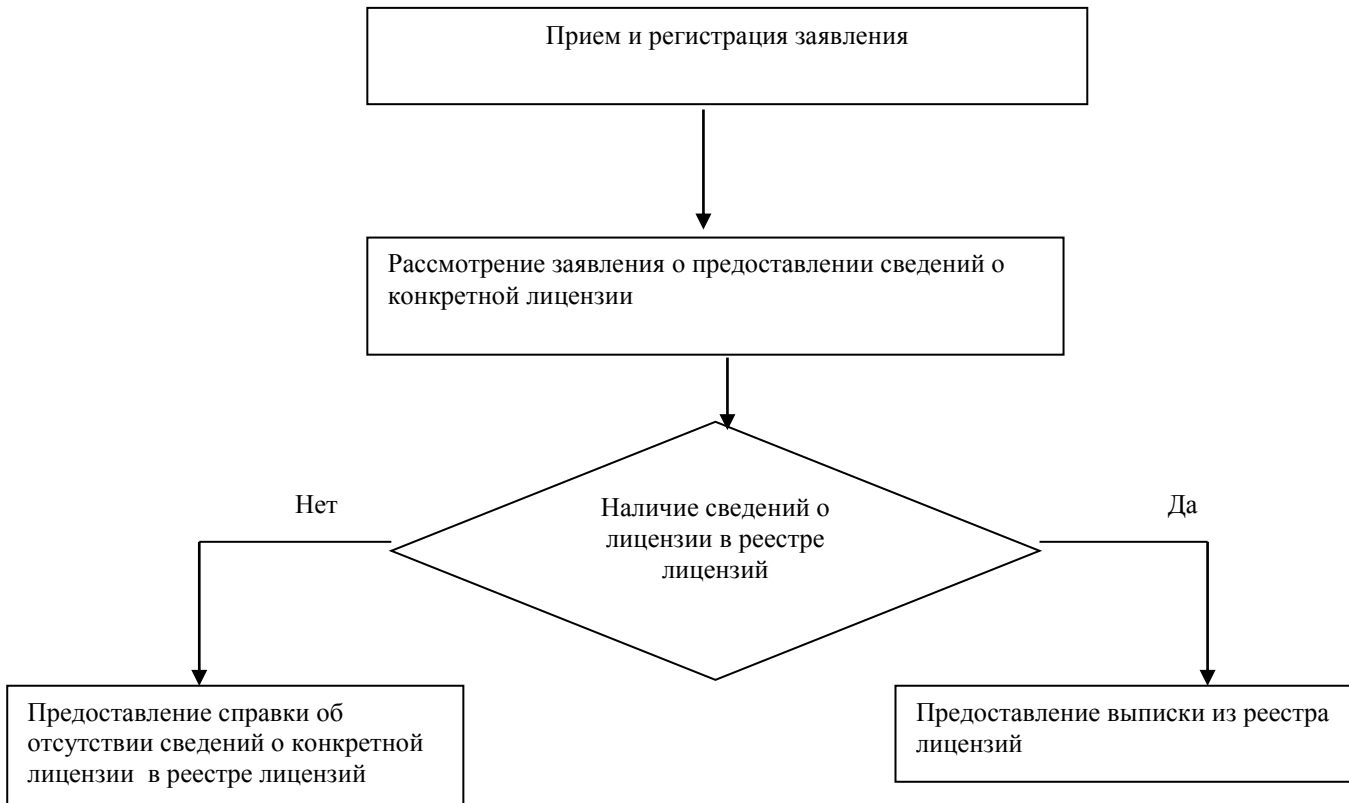 Прием и регистрация заявления
Рассмотрение заявления о предоставлении сведений о
конкретной лицензии
Нет
Наличие сведений о
лицензии в реестре
лицензий
Да
Предоставление справки об
отсутствии сведений о конкретной
лицензии  в реестре лицензий
Предоставление выписки из реестра
лицензий